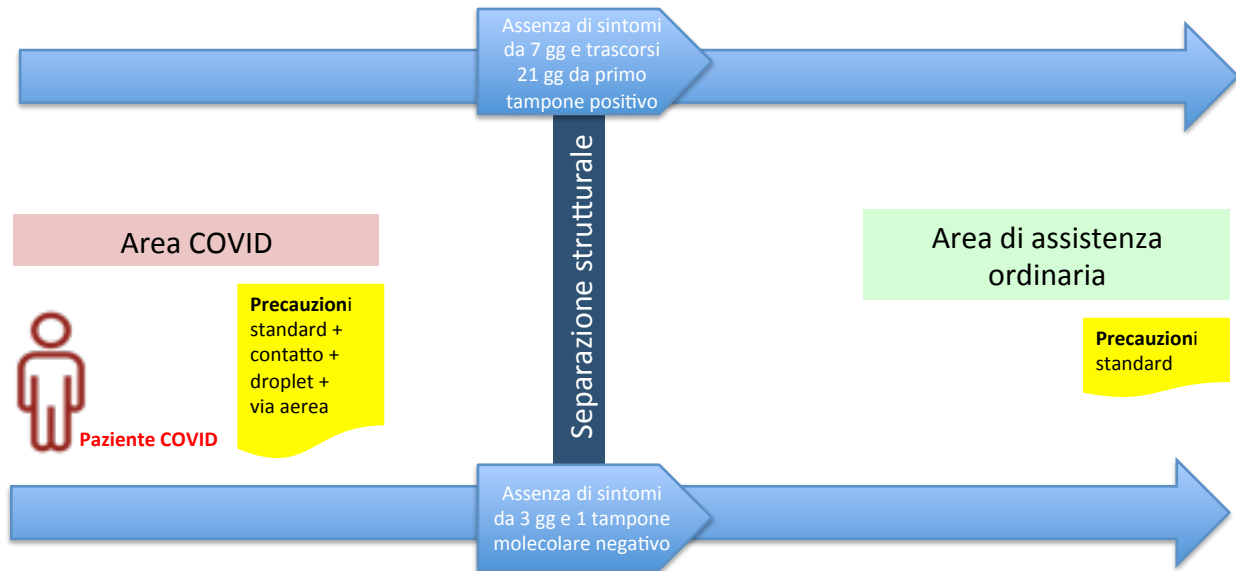 Assenza di sintomi
da 7 gg e trascorsi
21 gg da primo
tampone positivo
Separazione strutturale
Area COVID
Area di assistenza
ordinaria
Precauzioni
standard +
contatto +
droplet +
via aerea
Precauzioni
standard
Paziente COVID
Assenza di sintomi
da 3 gg e 1 tampone
molecolare negativo